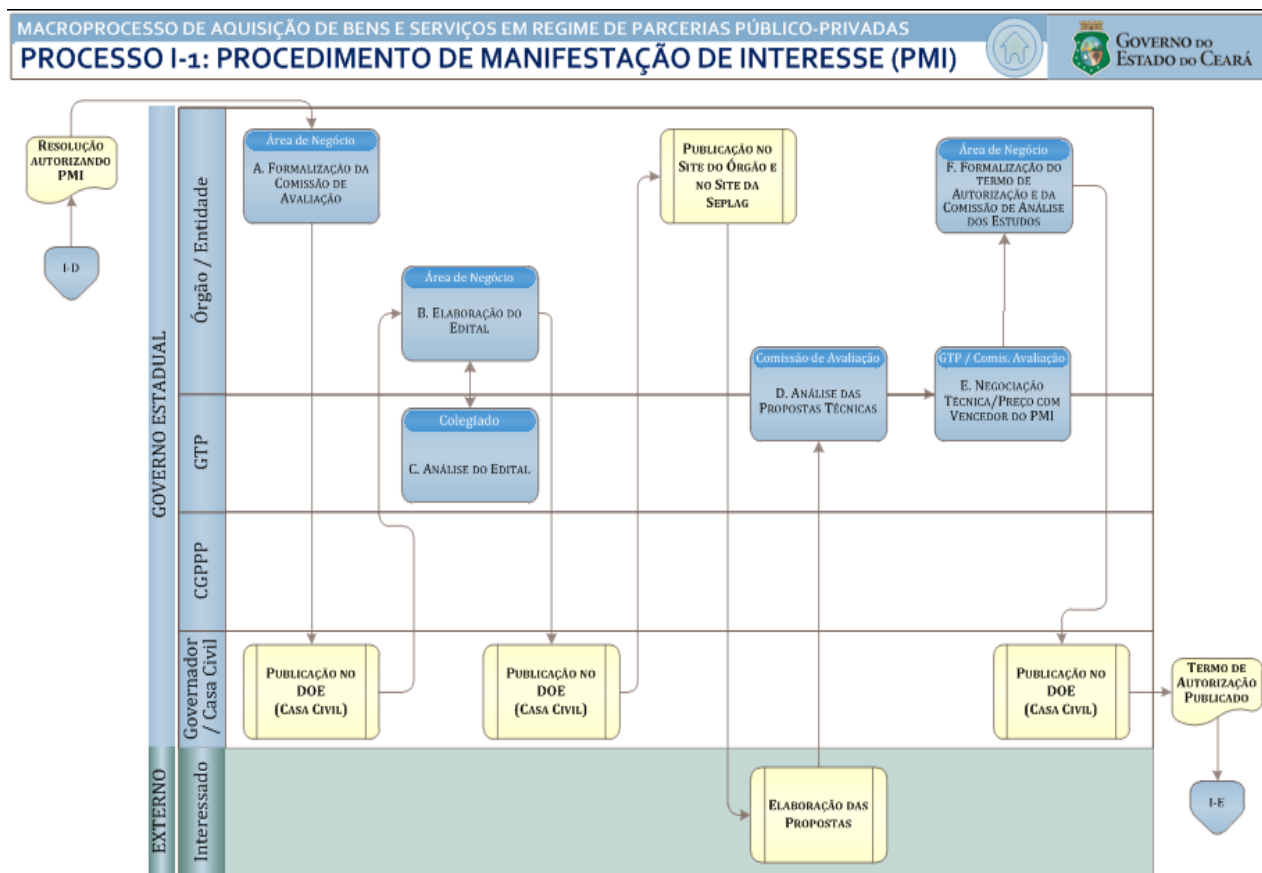 MACROPROCESSO DE AQUISIÇÃO DE BENS E SERVIÇOS EM REGIME DE PARCERIAS PÚBLICO-PRIVADAS
PROCESSO I-1: PROCEDIMENTO DE MANIFESTAÇÃO DE INTERESSE (PMI)
GOVERNO DO
ESTADO DO CEARÁ
RESOLUÇÃO
AUTORIZANDO
PMI
I-D
GOVERNO ESTADUAL
Órgão / Entidade
Área de Negócio
A. FORMALIZAÇÃO DA
COMISSÃO DE
AVALIAÇÃO
Área de Negócio
B. ELABORAÇÃO DO
EDITAL
PUBLICAÇÃO NO
SITE DO ÓRGÃO E
NO SITE DA
SEPLAG
Área de Negócio
F. FORMALIZAÇÃO DO
TERMO DE
AUTORIZAÇÃO E DA
COMISSÃO DE ANÁLISE
DOS ESTUDOS
Comissão de Avaliação
D. ANÁLISE DAS
PROPOSTAS TÉCNICAS
GTP / Comis. Avaliação
E. NEGOCIAÇÃO
TÉCNICA/PREÇO COM
VENCEDOR DO PMI
GTP
Colegiado
C. ANÁLISE DO EDITAL
CGPPP
Governador
/ Casa Civil
PUBLICAÇÃO NO
DOE
(CASA CIVIL)
PUBLICAÇÃO NO
DOE
(CASA CIVIL)
PUBLICAÇÃO NO
DOE
(CASA CIVIL)
TERMO DE
AUTORIZAÇÃO
PUBLICADO
I-E
EXTERNO
Interessado
ELABORAÇÃO DAS
PROPOSTAS